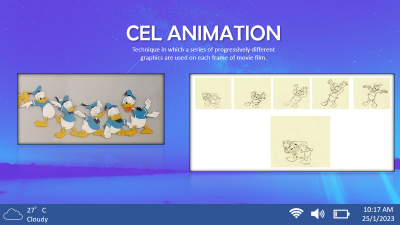 CEL ANIMATION
Technique in which a series of progressively different
graphics are used on each frame of movie film.
27° C
Cloudy
10:17 AM
25/1/2023